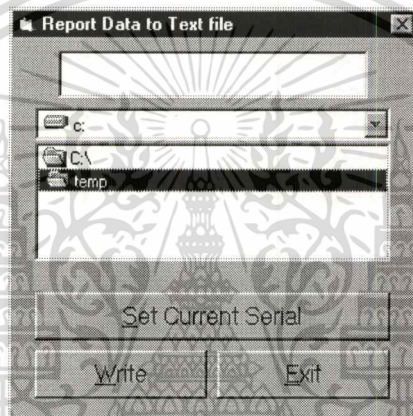 Report Data to Text file
c:
C:\
temp
Set Current Serial
Write
Exit